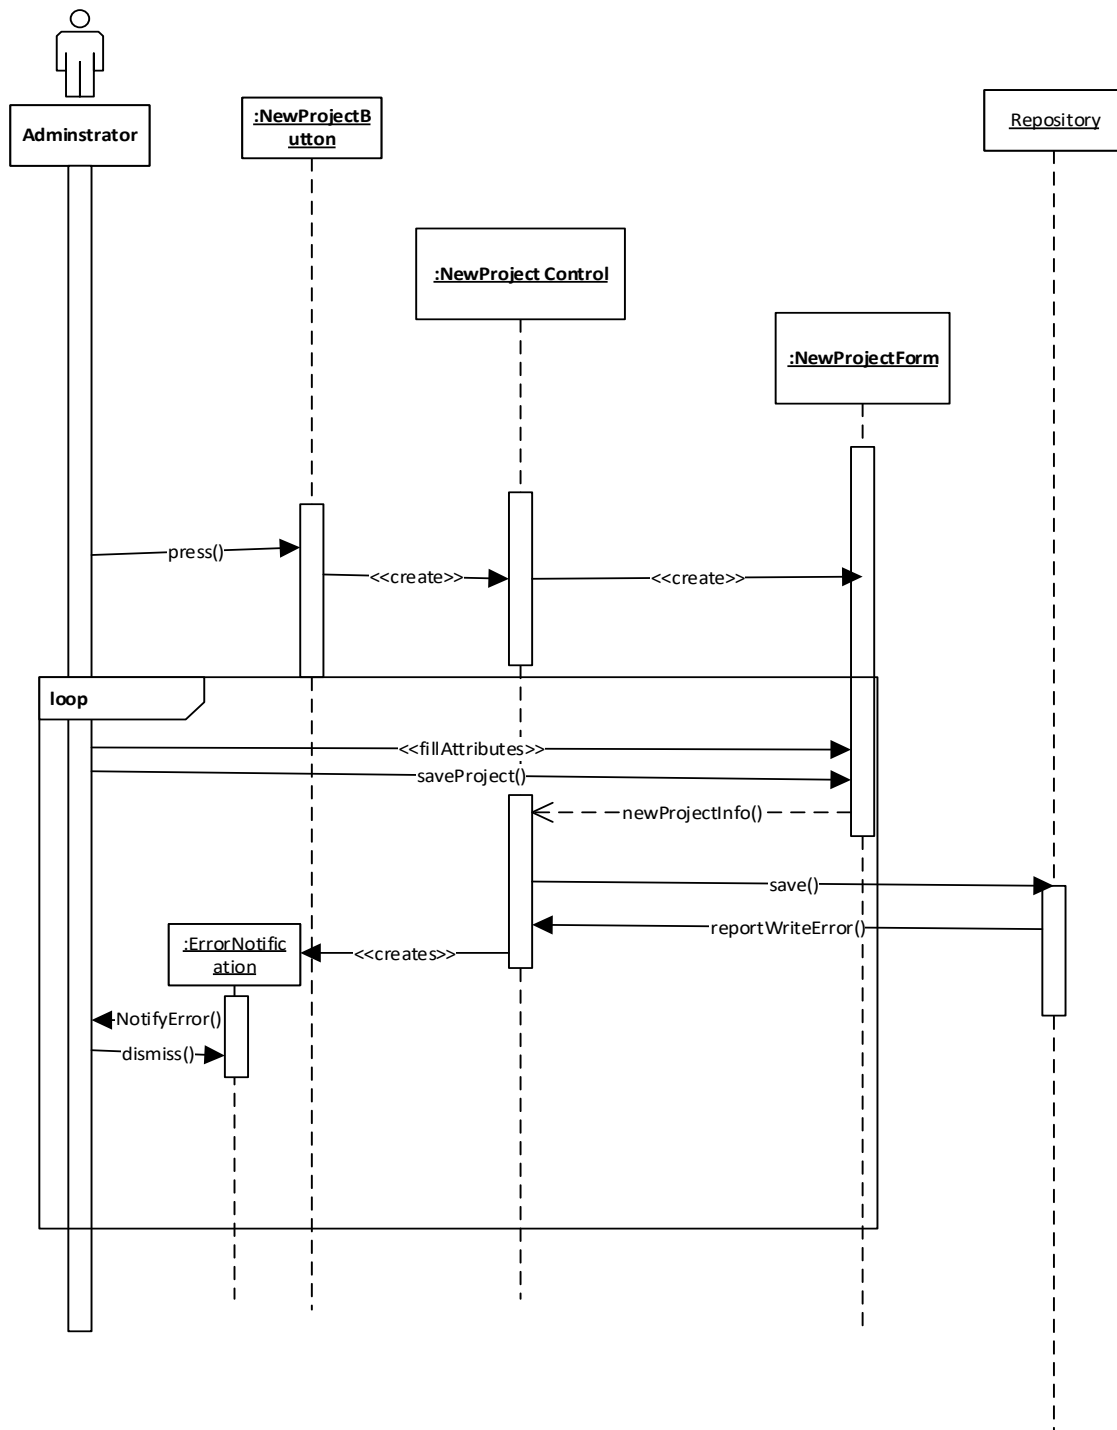 Adminstrator
:NewProjectB
utton
Repository
:NewProject Control
:NewProjectForm
press()
<<create>>
<<create>>
loop
<<fillAttributes>>
saveProject()
newProjectInfo()
save()
reportWriteError()
:ErrorNotific
ation
<<creates>>
NotifyError()
dismiss()